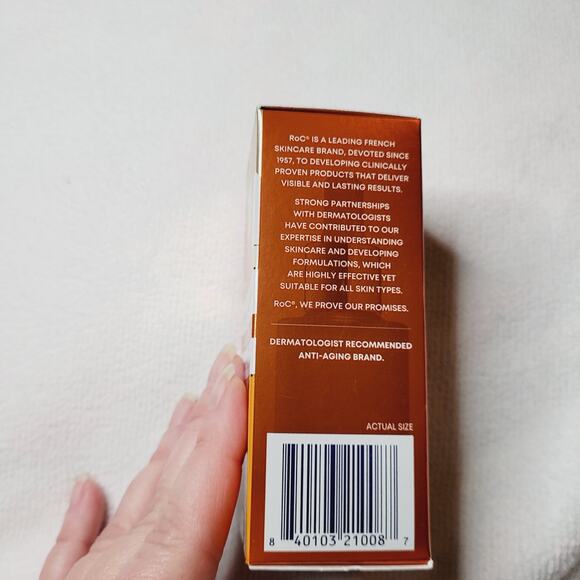 RoC® IS A LEADING FRENCH
SKINCARE BRAND, DEVOTED SINCE
1957, TO DEVELOPING CLINICALLY
PROVEN PRODUCTS THAT DELIVER
VISIBLE AND LASTING RESULTS.
STRONG PARTNERSHIPS
WITH DERMATOLOGISTS
HAVE CONTRIBUTED TO OUR
EXPERTISE IN UNDERSTANDING
SKINCARE AND DEVELOPING
FORMULATIONS, WHICH
ARE HIGHLY EFFECTIVE YET
SUITABLE FOR ALL SKIN TYPES.
RoC®, WE PROVE OUR PROMISES.
DERMATOLOGIST RECOMMENDED
ANTI-AGING BRAND.
ACTUAL SIZE
8 40103 21008 7